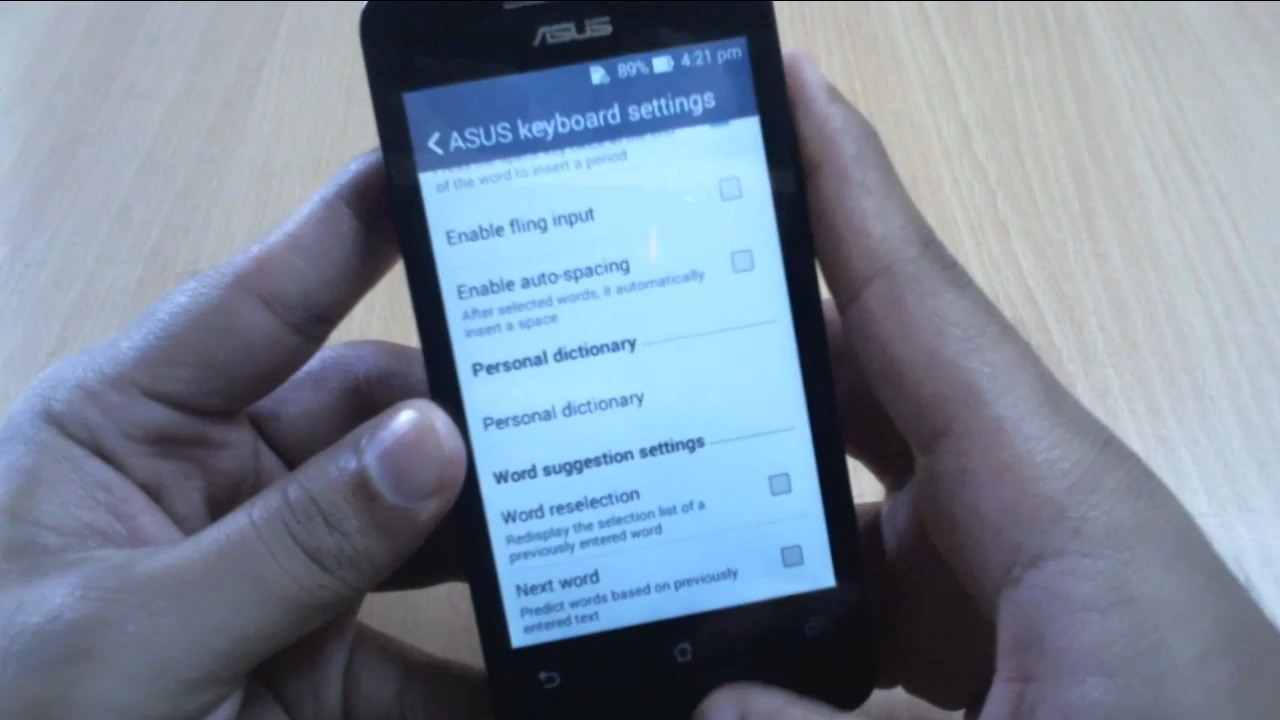 ASUS
89% 4:21 pm
ASUS keyboard settings
of the word to insert a period
Enable fling input
Enable auto-spacing
After selected words, it automatically
insert a space
Personal dictionary
Personal dictionary
Word suggestion settings
Word reselection
Redisplay the selection list of a
previously entered word
Next word
Predict words based on previously
entered text